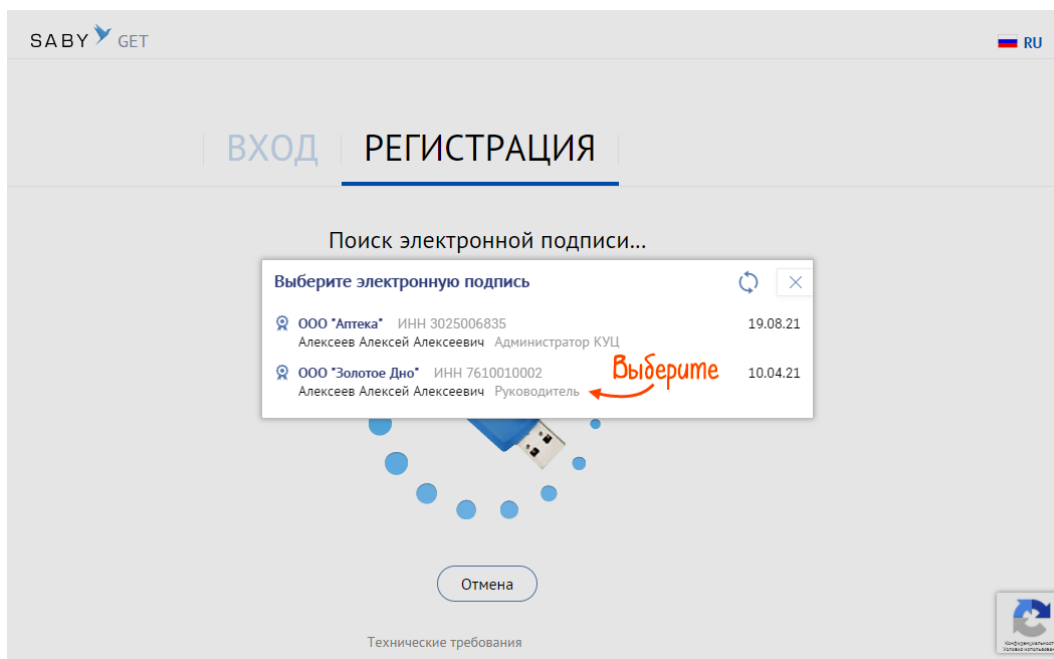 SABY GET
RU
ВХОД РЕГИСТРАЦИЯ
Поиск электронной подписи...
Выберите электронную подпись
ООО "Аптека" ИНН 3025006835 19.08.21
Алексеев Алексей Алексеевич Администратор КУЦ
ООО "Золотое Дно" ИНН 7610010002 10.04.21
Алексеев Алексей Алексеевич Руководитель
Выберите
Отмена
Технические требования